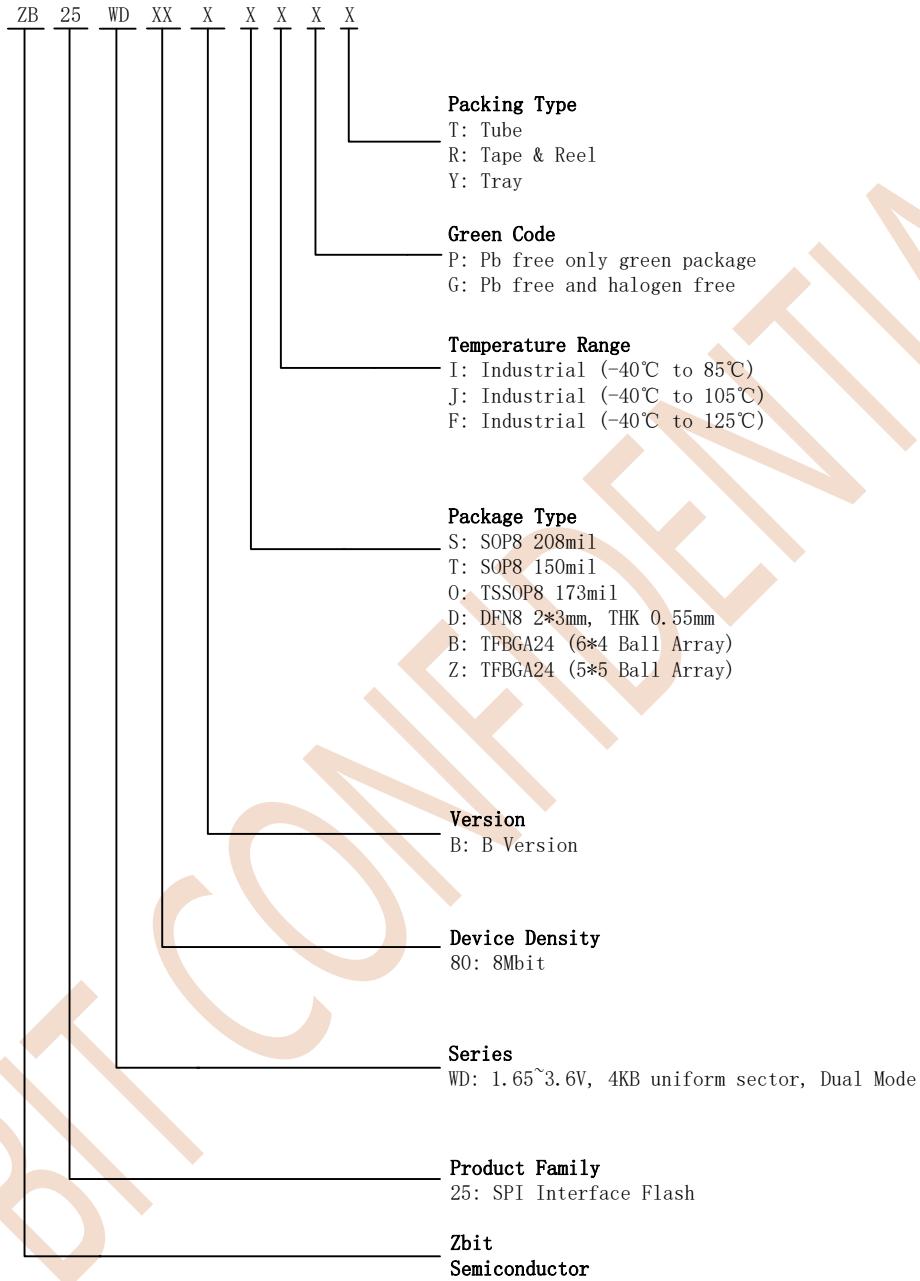 ZB 25 WD XX X X X X X
Packing Type
T: Tube
R: Tape & Reel
Y: Tray
Green Code
P: Pb free only green package
G: Pb free and halogen free
Temperature Range
I: Industrial (-40℃ to 85℃)
J: Industrial (-40℃ to 105℃)
F: Industrial (-40℃ to 125℃)
Package Type
S: SOP8 208mil
T: SOP8 150mil
O: TSSOP8 173mil
D: DFN8 2*3mm, THK 0.55mm
B: TFBGA24 (6*4 Ball Array)
Z: TFBGA24 (5*5 Ball Array)
Version
B: B Version
Device Density
80: 8Mbit
Series
WD: 1.65~3.6V, 4KB uniform sector, Dual Mode
Product Family
25: SPI Interface Flash
Zbit
Semiconductor
BIT CONFIDENTIA